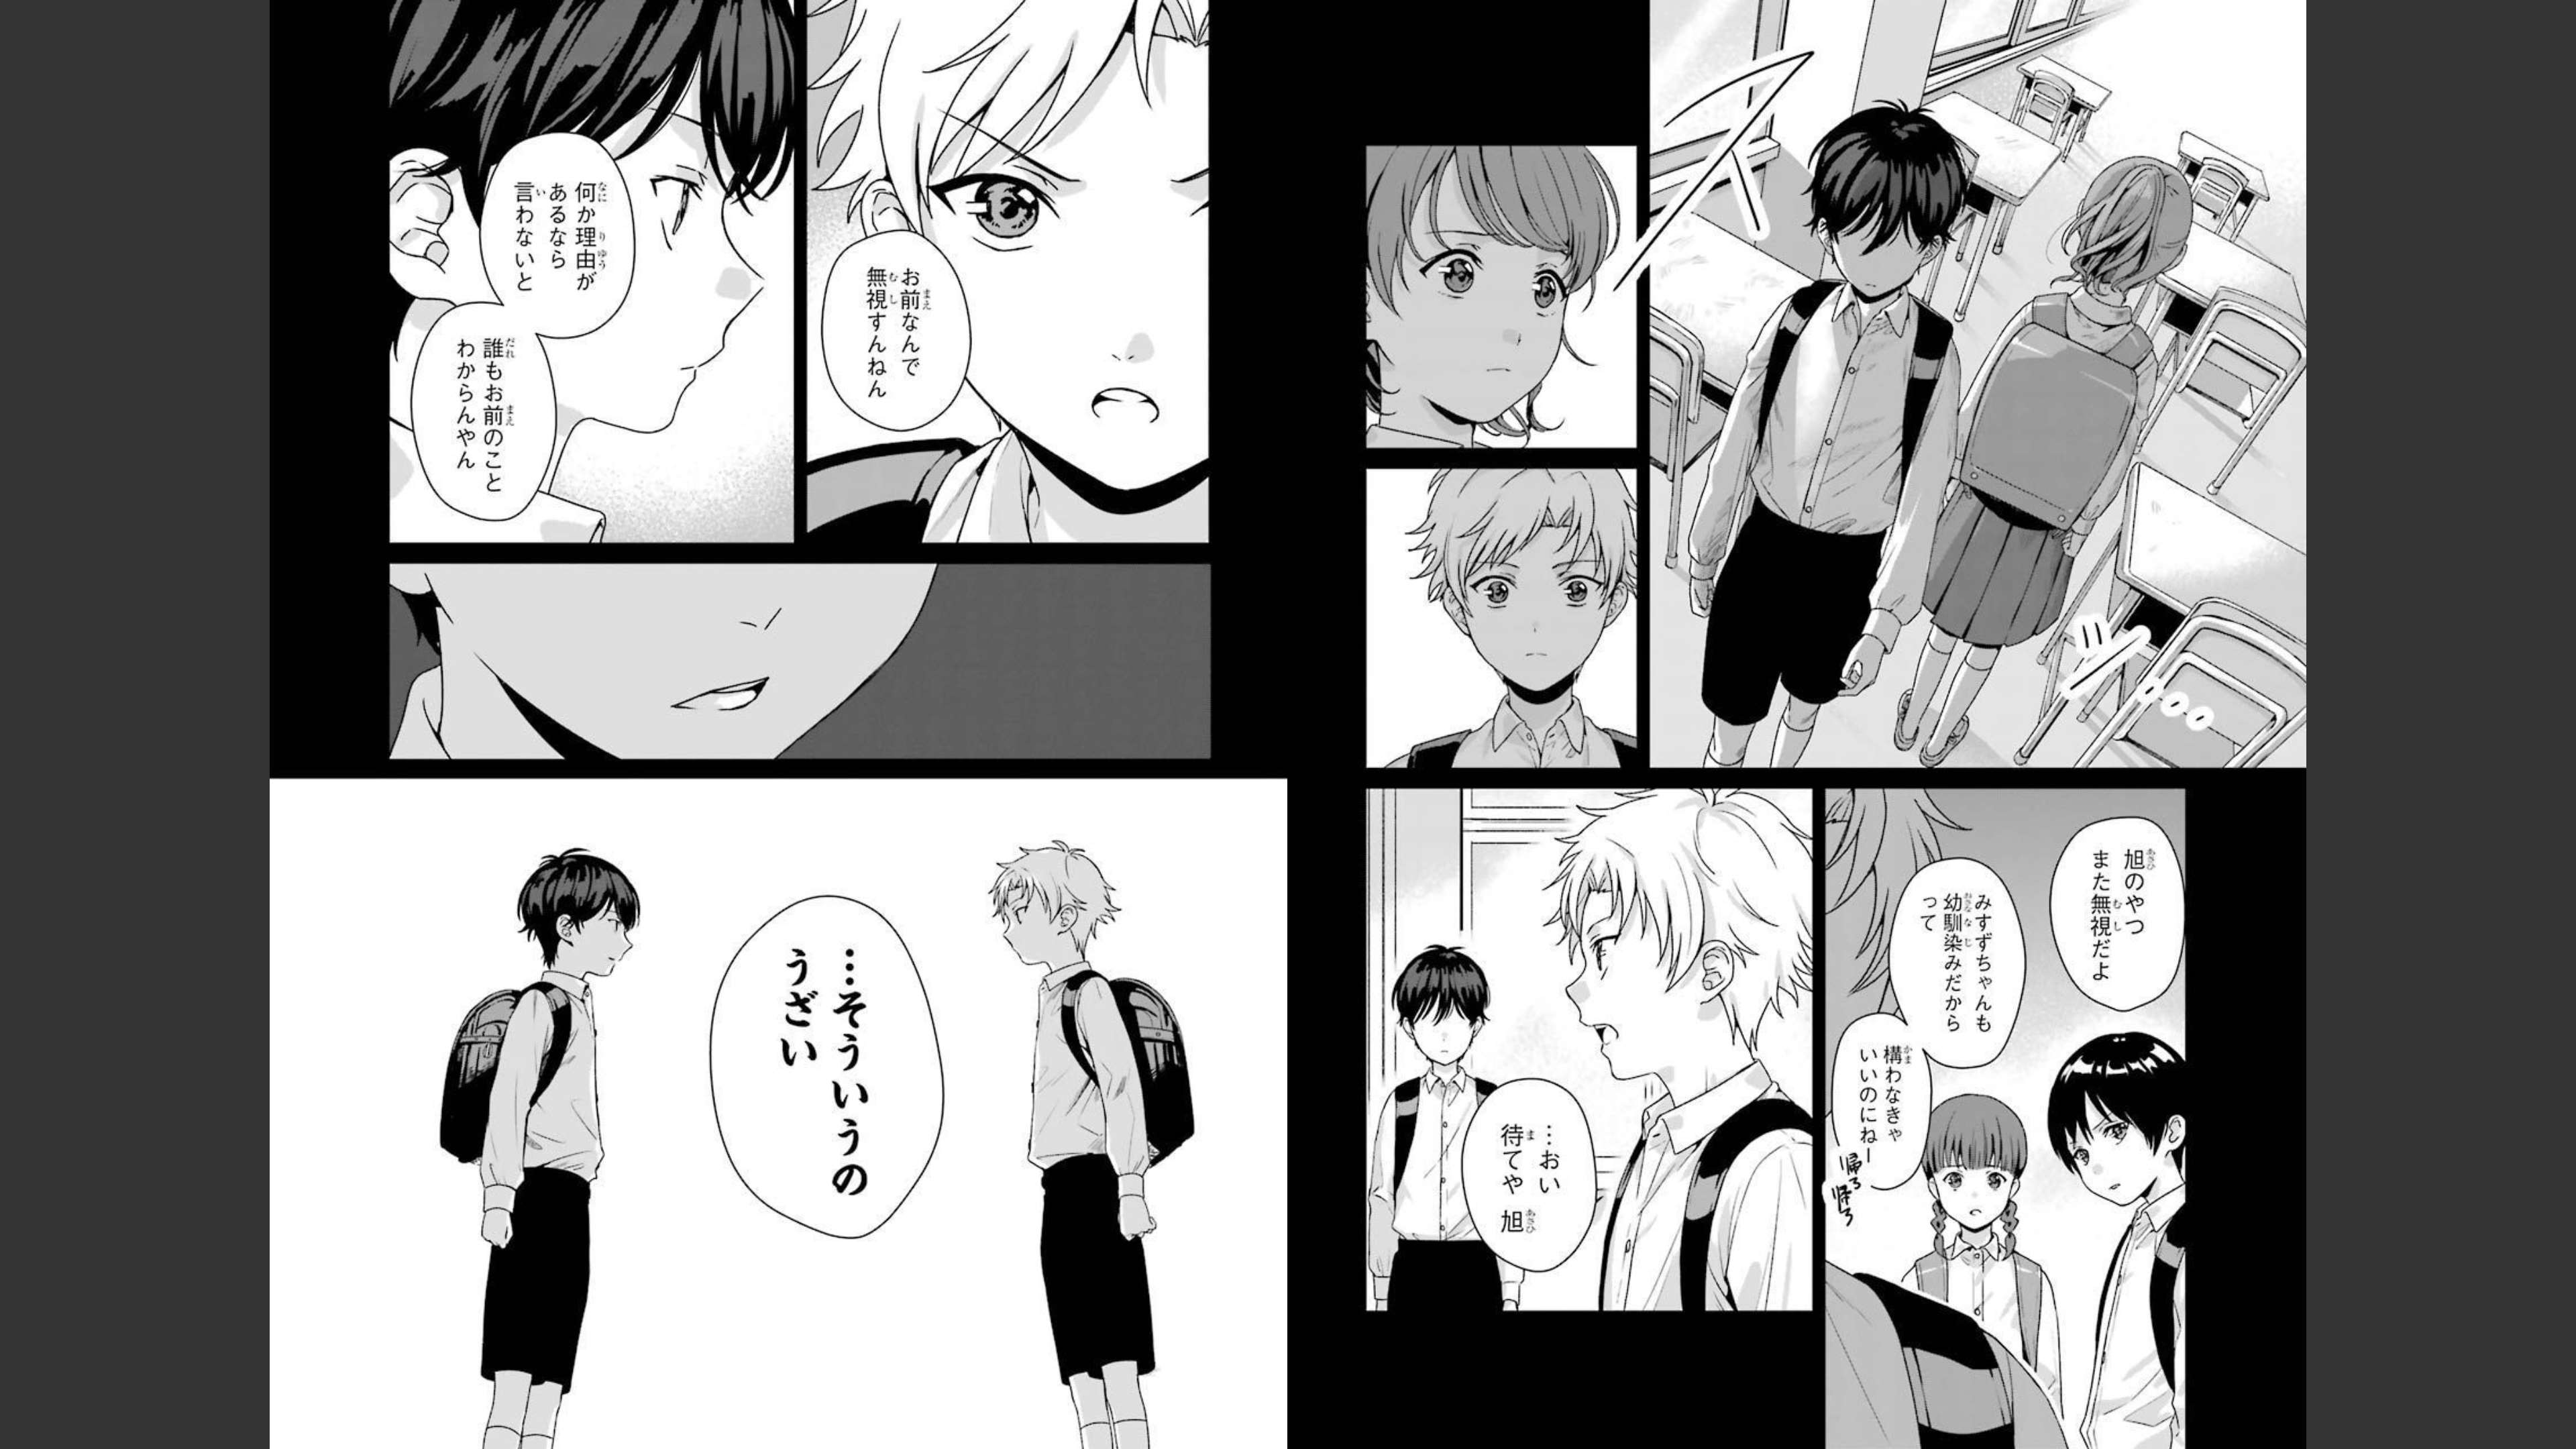 スッ
ツン…
旭のやつ
また無視だよ
みすずちゃんも
幼馴染みだから
って
構わなきゃ
いいのにねー
帰ろ
帰ろ
…おい
待てや 旭
お前なんで
無視すんねん
何か理由が
あるなら
言わないと
誰もお前のこと
わからんやん
…そういうの
うざい